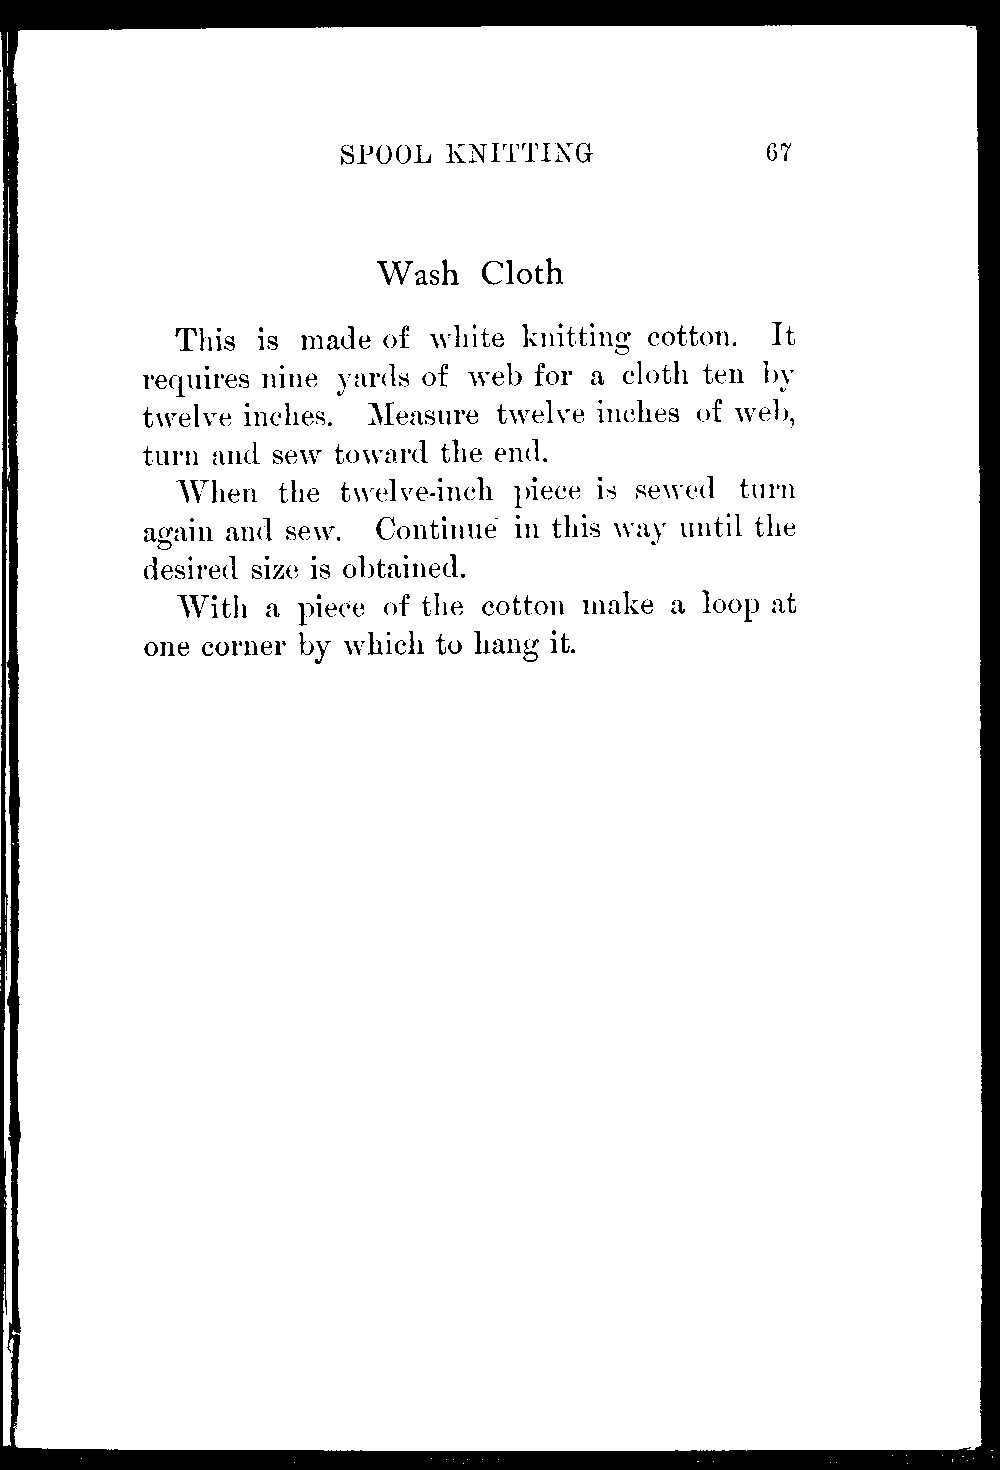 SPOOL KNITTING 67
Wash Cloth
This is made of white knitting cotton. It
requires nine yards of web for a cloth ten by
twelve inches. Measure twelve inches of web,
turn and sew toward the end.
When the twelve-inch piece is sewed turn
again and sew. Continue in this way until the
desired size is obtained.
With a piece of the cotton make a loop at
one corner by which to hang it.